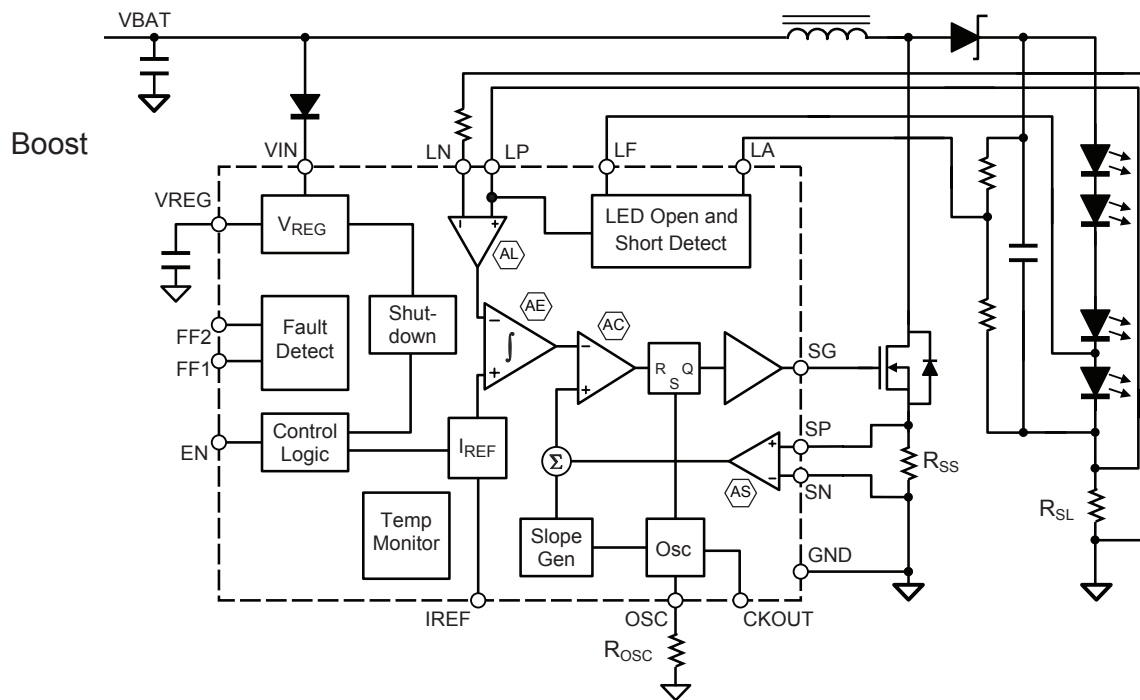 VBAT
Boost
VIN
LN
LP
LF
LA
VREG
VREG
LED Open and
Short Detect
−
+
AL
FF2
FF1
Fault
Detect
Shut-
down
AE
−
∫
+
AC
−
+
R
S
Q
SG
EN
Control
Logic
IREF
Σ
+
−
AS
SP
SN
RSS
RSL
Temp
Monitor
Slope
Gen
Osc
GND
IREF
OSC
CKOUT
ROSC